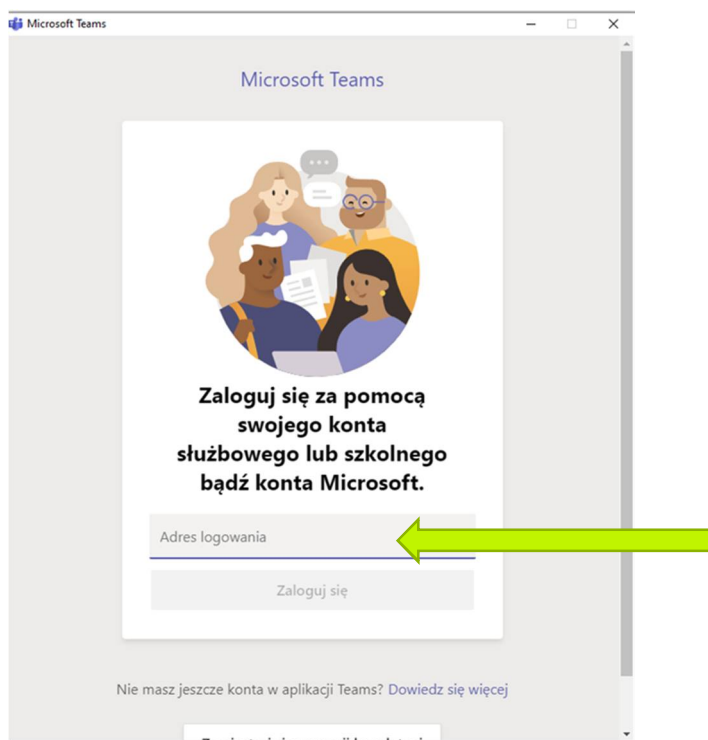 Microsoft Teams
Microsoft Teams
Zaloguj się za pomocą
swojego konta
służbowego lub szkolnego
bądź konta Microsoft.
Adres logowania
Zaloguj się
Nie masz jeszcze konta w aplikacji Teams? Dowiedz się więcej